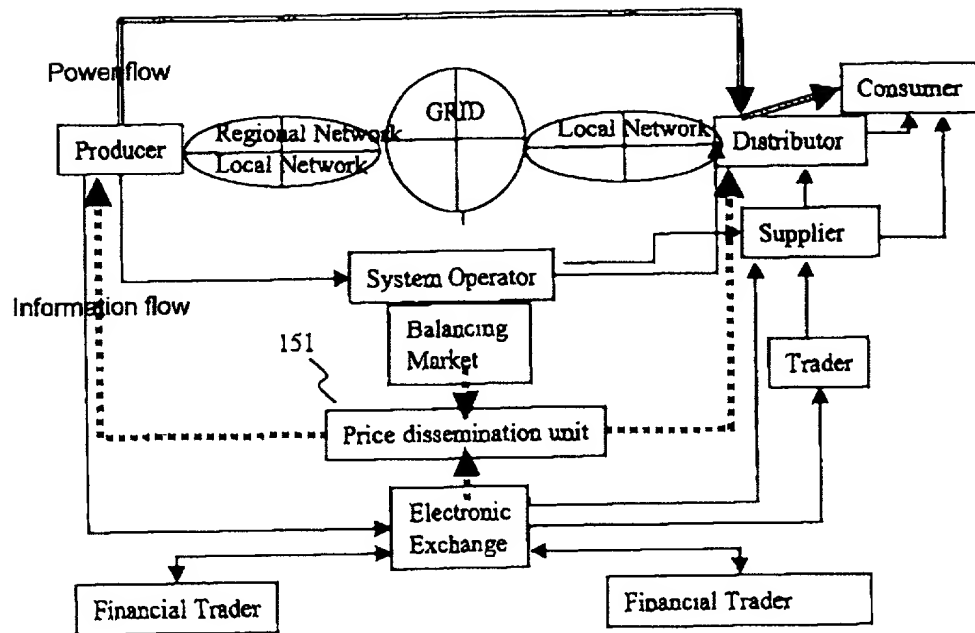 Powerflow
Consumer
GRID
Regional Network
Local Network
Local Network
Producer
Distributor
Supplier
System Operator
Information flow
Balancing
Market
151
Trader
Price dissemination unit
Electronic
Exchange
Financial Trader
Financial Trader